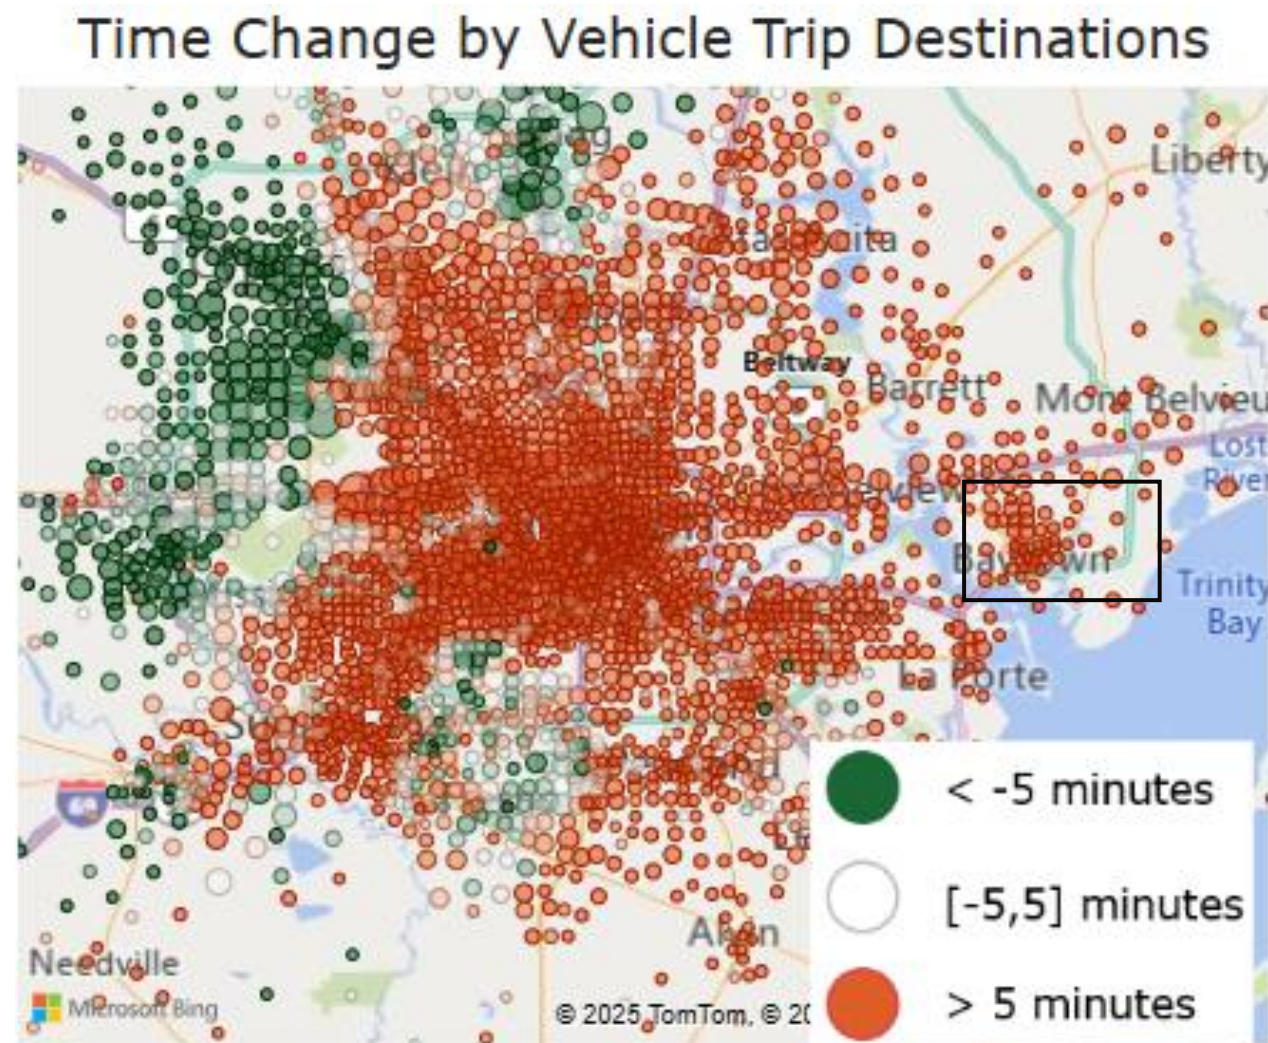 Time Change by Vehicle Trip Destinations
Liberty
Beltway
Barrett
Mont Belvieu
Lost
River
Baytown
Trinity
Bay
La Porte
< -5 minutes
[-5,5] minutes
> 5 minutes
69
Alvin
Needville
Microsoft Bing
© 2025 TomTom, © 20